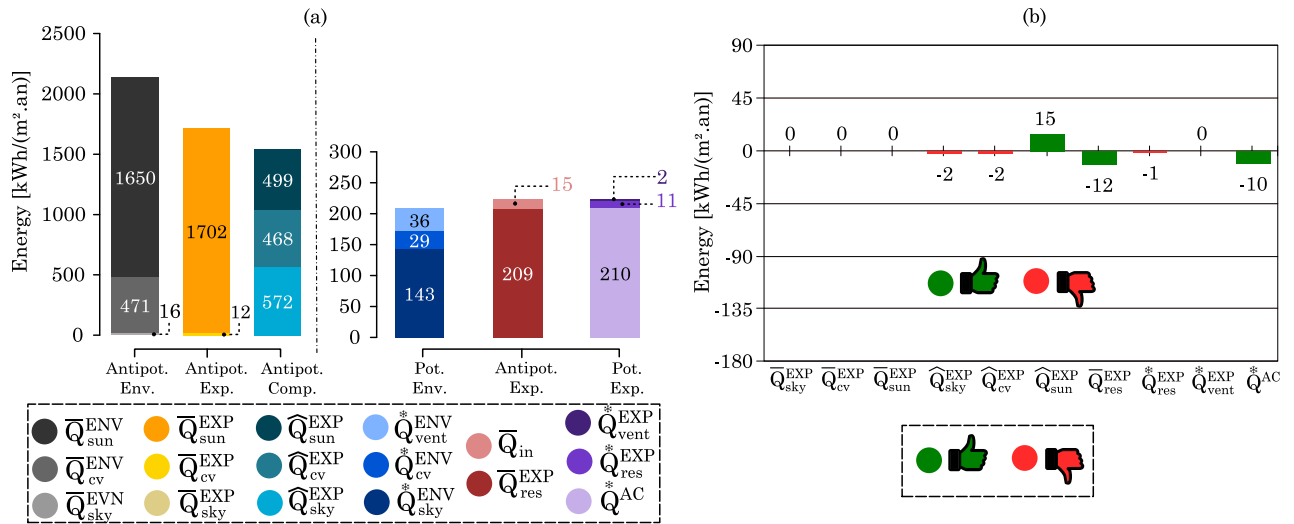 (a)
Energy [kWh/(m².an)]
2500
2000
1500
1000
500
0
1650
471
16
1702
12
499
468
572
Antipot.
Env.
Antipot.
Exp.
Antipot.
Comp.
300
250
200
150
100
50
0
36
29
143
15
209
2
11
210
Pot.
Env.
Antipot.
Exp.
Pot.
Exp.
Q̅ENV sun
Q̅ENV cv
Q̅EVN sky
Q̅EXP sun
Q̅EXP cv
Q̅EXP sky
Q̂EXP sun
Q̂EXP cv
Q̂EXP sky
Q*ENV vent
Q*ENV cv
Q*ENV sky
Q̅in
Q̅EXP res
Q*EXP vent
Q*EXP res
Q*AC
(b)
Energy [kWh/(m².an)]
90
45
0
-45
-90
-135
-180
0
0
0
-2
-2
15
-12
-1
0
-10
Q̅EXP sky
Q̅EXP cv
Q̅EXP sun
Q̂EXP sky
Q̂EXP cv
Q̂EXP sun
Q̅EXP res
Q*EXP res
Q*EXP vent
Q*AC